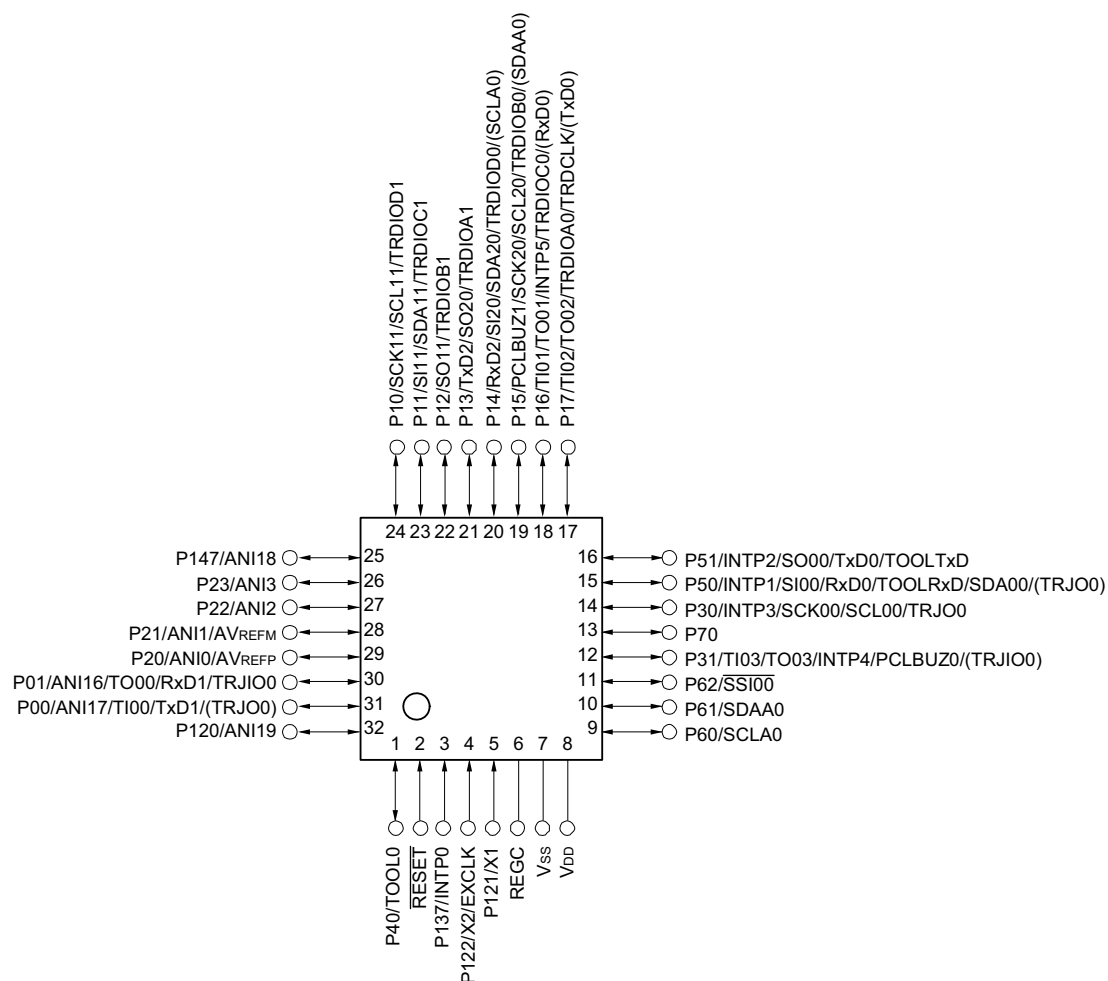 P10/SCK11/SCL11/TRDIOD1
P11/SI11/SDA11/TRDIOC1
P12/SO11/TRDIOB1
P13/TxD2/SO20/TRDIOA1
P14/RxD2/SI20/SDA20/TRDIOD0/(SCLA0)
P15/PCLBUZ1/SCK20/SCL20/TRDIOB0/(SDAA0)
P16/TI01/TO01/INTP5/TRDIOC0/(RxD0)
P17/TI02/TO02/TRDIOA0/TRDCLK/(TxD0)
24 23 22 21 20 19 18 17
P147/ANI18 25
P23/ANI3 26
P22/ANI2 27
P21/ANI1/AVREFM 28
P20/ANI0/AVREFP 29
P01/ANI16/TO00/RxD1/TRJIO0 30
P00/ANI17/TI00/TxD1/(TRJO0) 31
P120/ANI19 32
16 P51/INTP2/SO00/TxD0/TOOLTxD
15 P50/INTP1/SI00/RxD0/TOOLRxD/SDA00/(TRJO0)
14 P30/INTP3/SCK00/SCL00/TRJO0
13 P70
12 P31/TI03/TO03/INTP4/PCLBUZ0/(TRJIO0)
11 P62/SSI00
10 P61/SDAA0
9 P60/SCLA0
1 2 3 4 5 6 7 8
P40/TOOL0
RESET
P137/INTP0
P122/X2/EXCLK
P121/X1
REGC
VSS
VDD